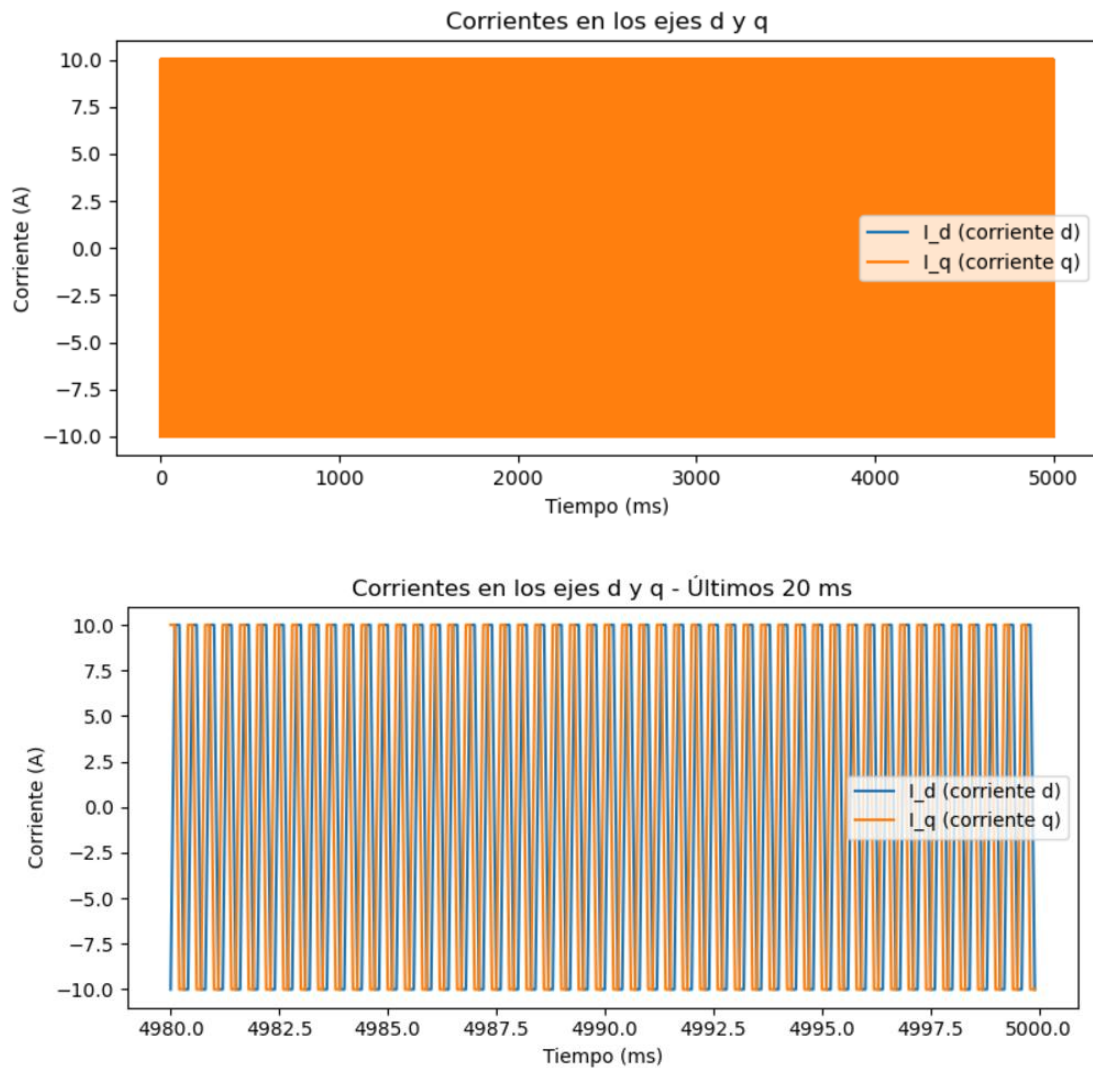 Corrientes en los ejes d y q
10.0
7.5
5.0
2.5
0.0
−2.5
−5.0
−7.5
−10.0
Corriente (A)
I_d (corriente d)
I_q (corriente q)
0 1000 2000 3000 4000 5000
Tiempo (ms)
Corrientes en los ejes d y q - Últimos 20 ms
10.0
7.5
5.0
2.5
0.0
−2.5
−5.0
−7.5
−10.0
Corriente (A)
I_d (corriente d)
I_q (corriente q)
4980.0 4982.5 4985.0 4987.5 4990.0 4992.5 4995.0 4997.5 5000.0
Tiempo (ms)